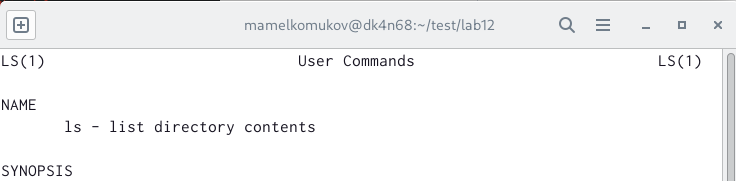 mamelkomukov@dk4n68:~/test/lab12
LS(1) User Commands LS(1)
NAME
ls - list directory contents
SYNOPSIS